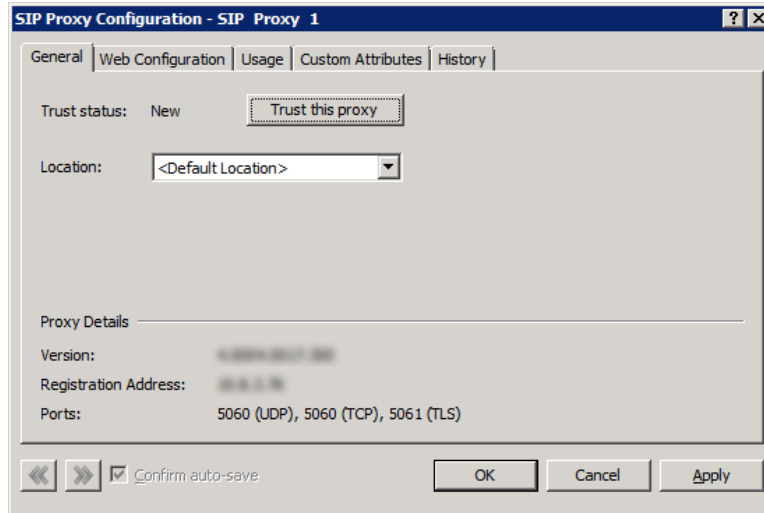 SIP Proxy Configuration - SIP Proxy 1
General Web Configuration Usage Custom Attributes History
Trust status: New Trust this proxy
Location: <Default Location>
Proxy Details
Version:
Registration Address:
Ports: 5060 (UDP), 5060 (TCP), 5061 (TLS)
Confirm auto-save OK Cancel Apply